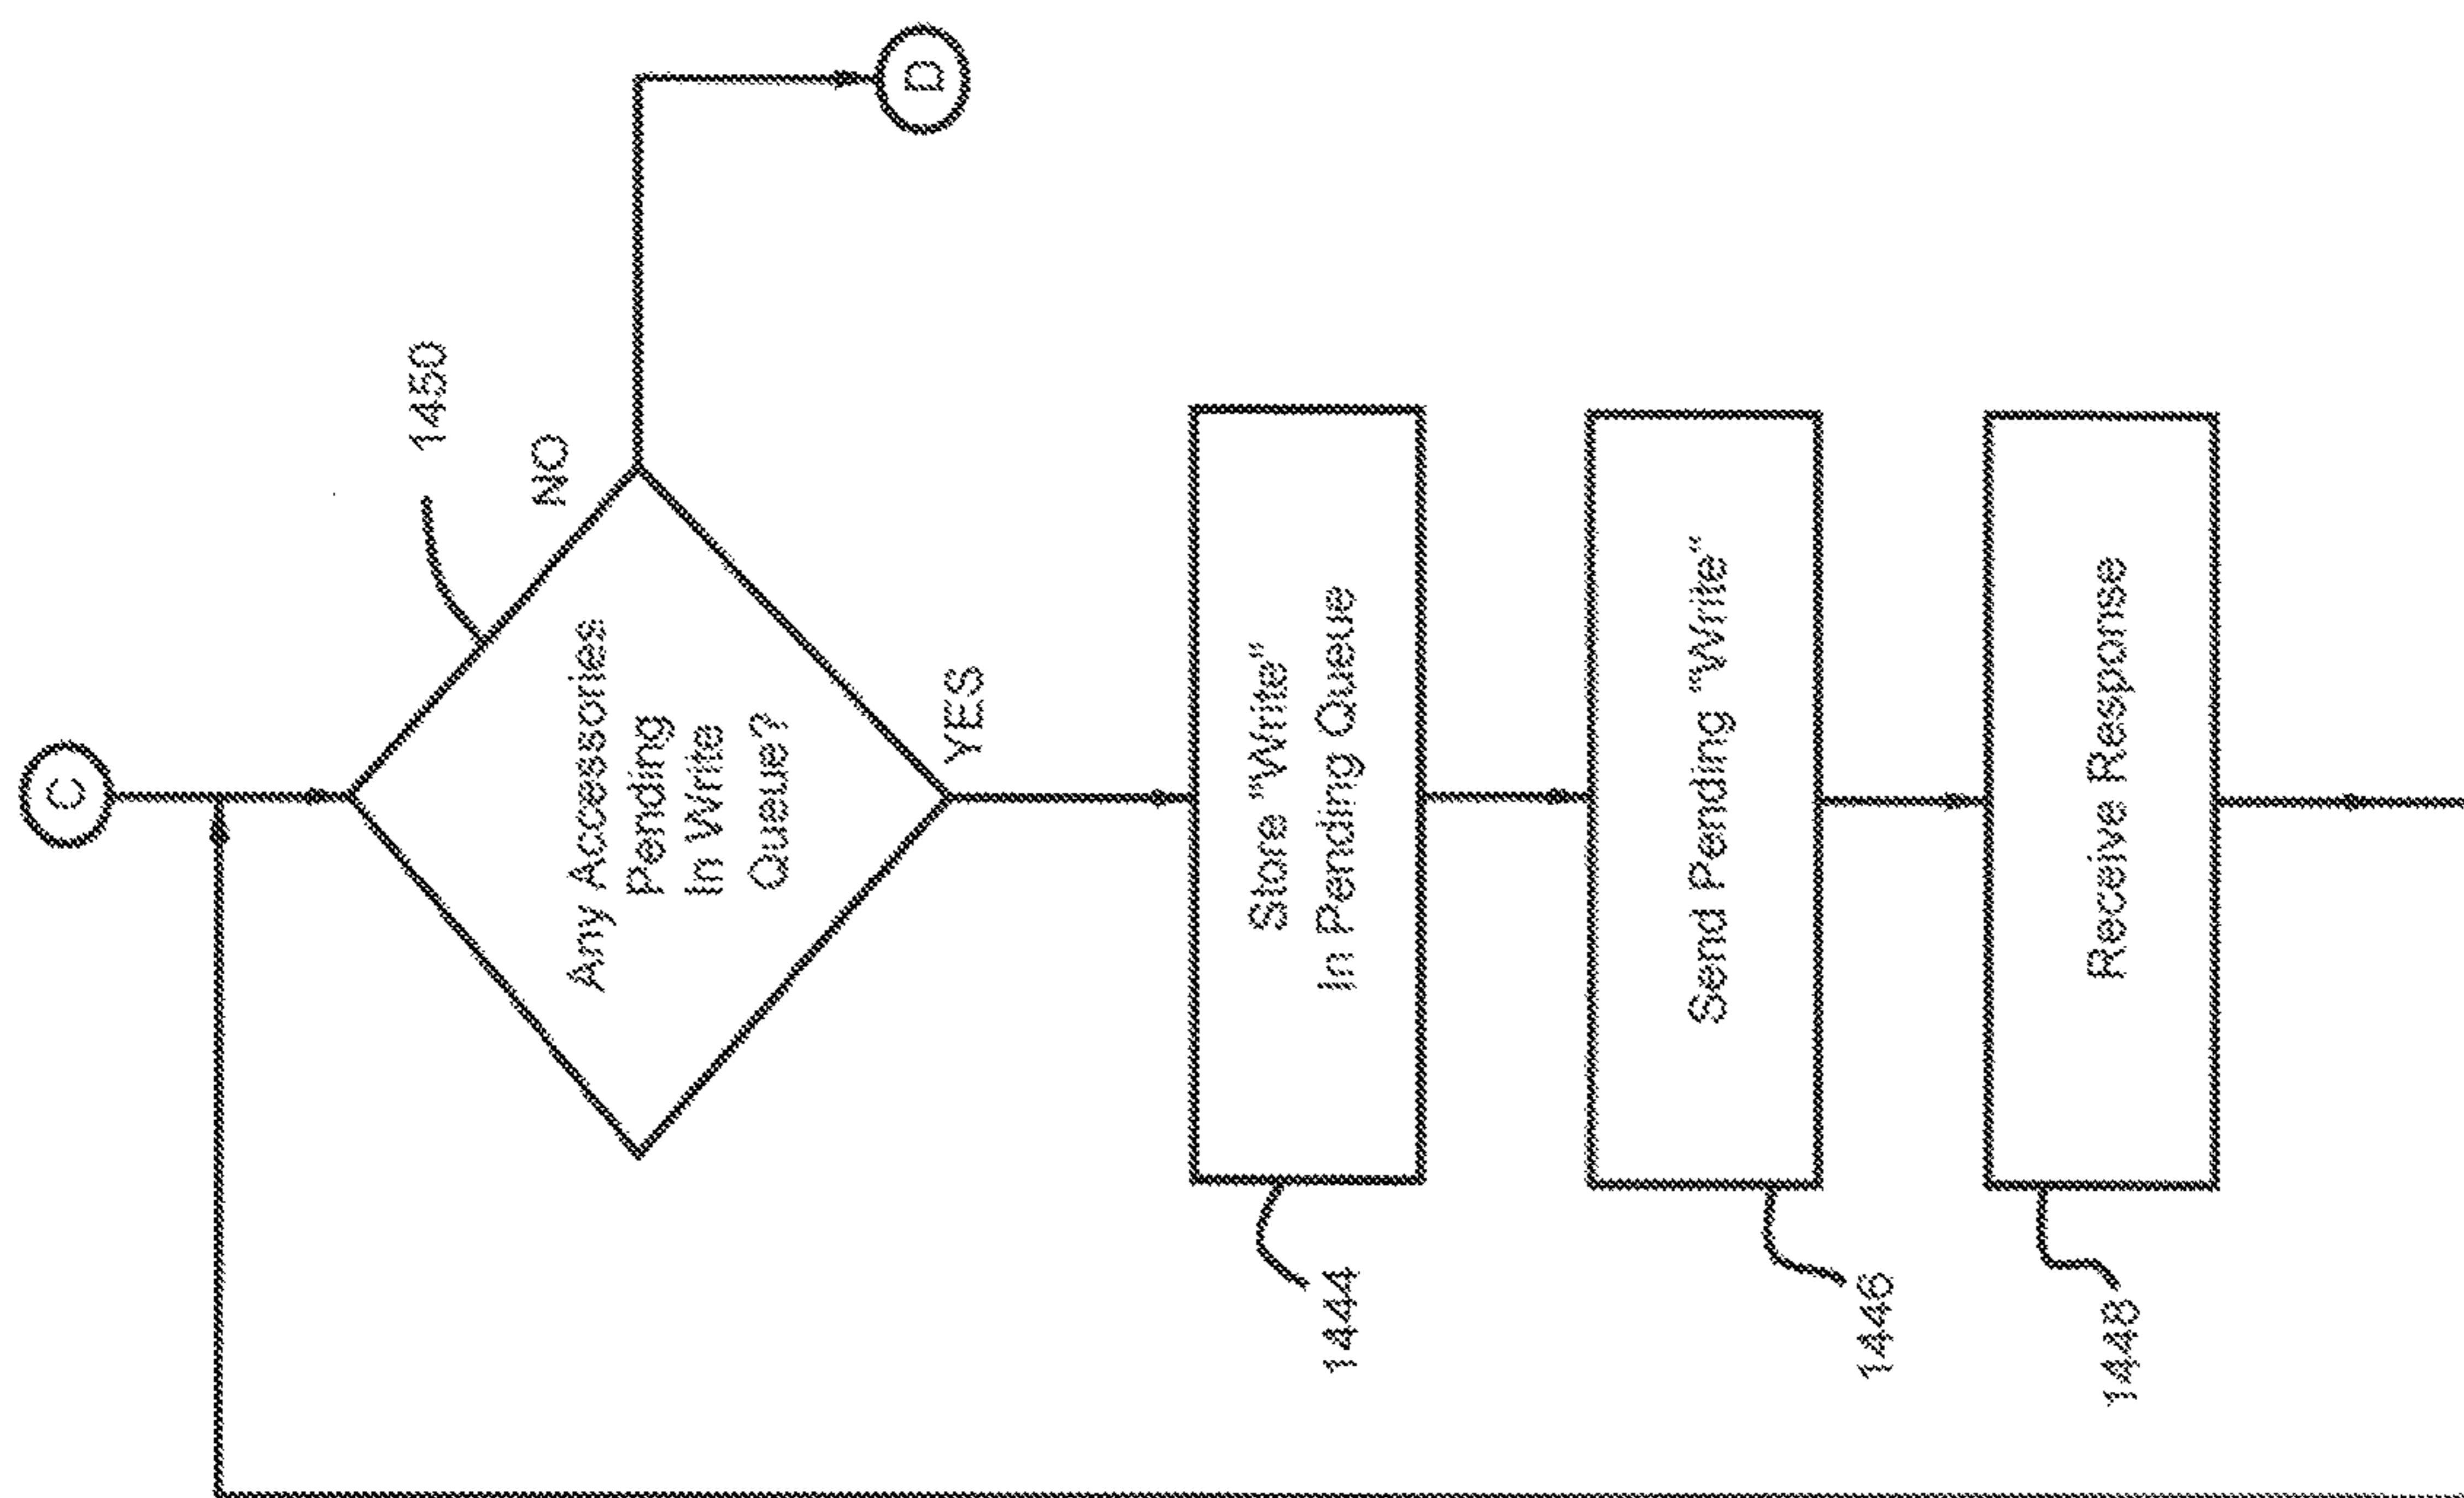 C
1450
NO
Any Accessories
Pending
In Write
Queue?
D
YES
Store "Write"
In Pending Queue
1444
Send Pending "Write"
1446
Receive Response
1448